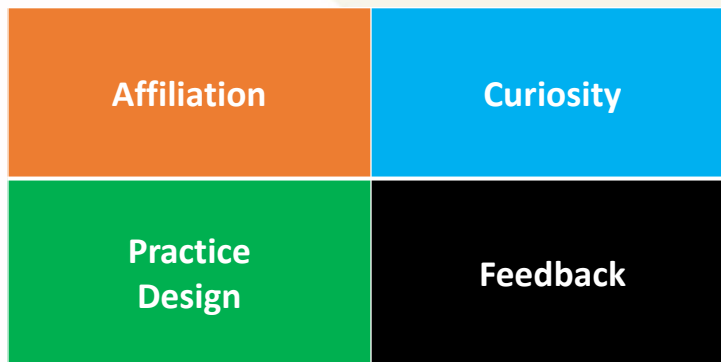 Affiliation
Curiosity
Practice
Design
Feedback